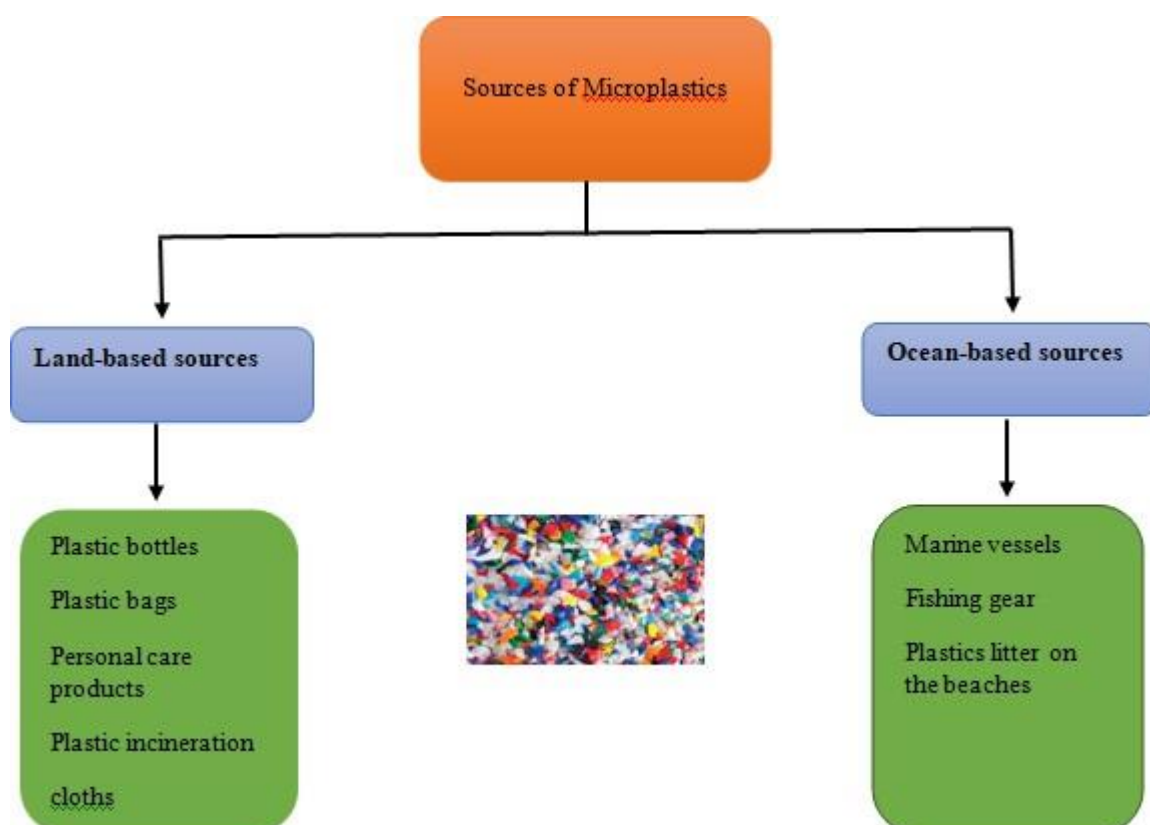 Sources of Microplastics
Land-based sources
Ocean-based sources
Plastic bottles
Plastic bags
Personal care
products
Plastic incineration
cloths
Marine vessels
Fishing gear
Plastics litter on
the beaches